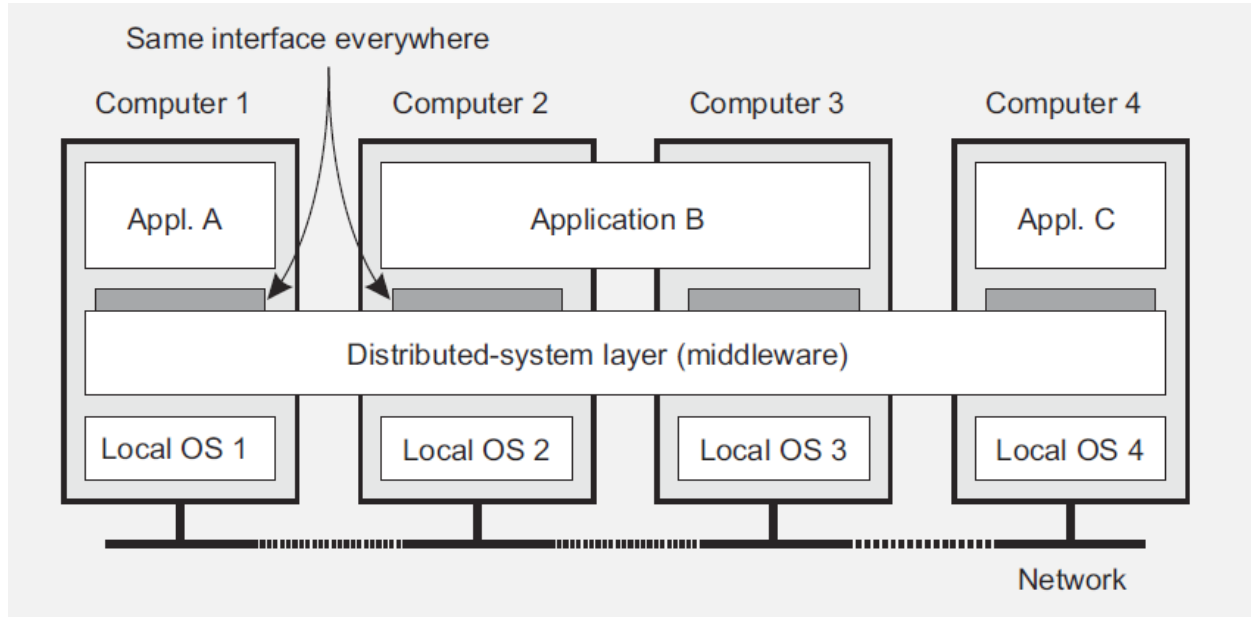 Same interface everywhere
Computer 1
Computer 2
Computer 3
Computer 4
Appl. A
Application B
Appl. C
Distributed-system layer (middleware)
Local OS 1
Local OS 2
Local OS 3
Local OS 4
Network